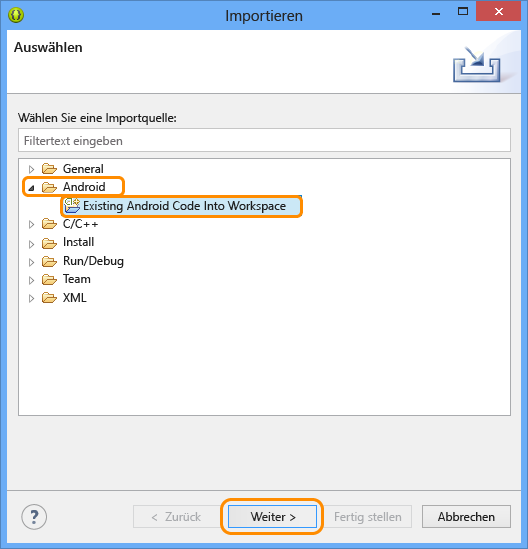 Importieren
Auswählen
Wählen Sie eine Importquelle:
Filtertext eingeben
General
Android
Existing Android Code Into Workspace
C/C++
Install
Run/Debug
Team
XML
? < Zurück Weiter > Fertig stellen Abbrechen